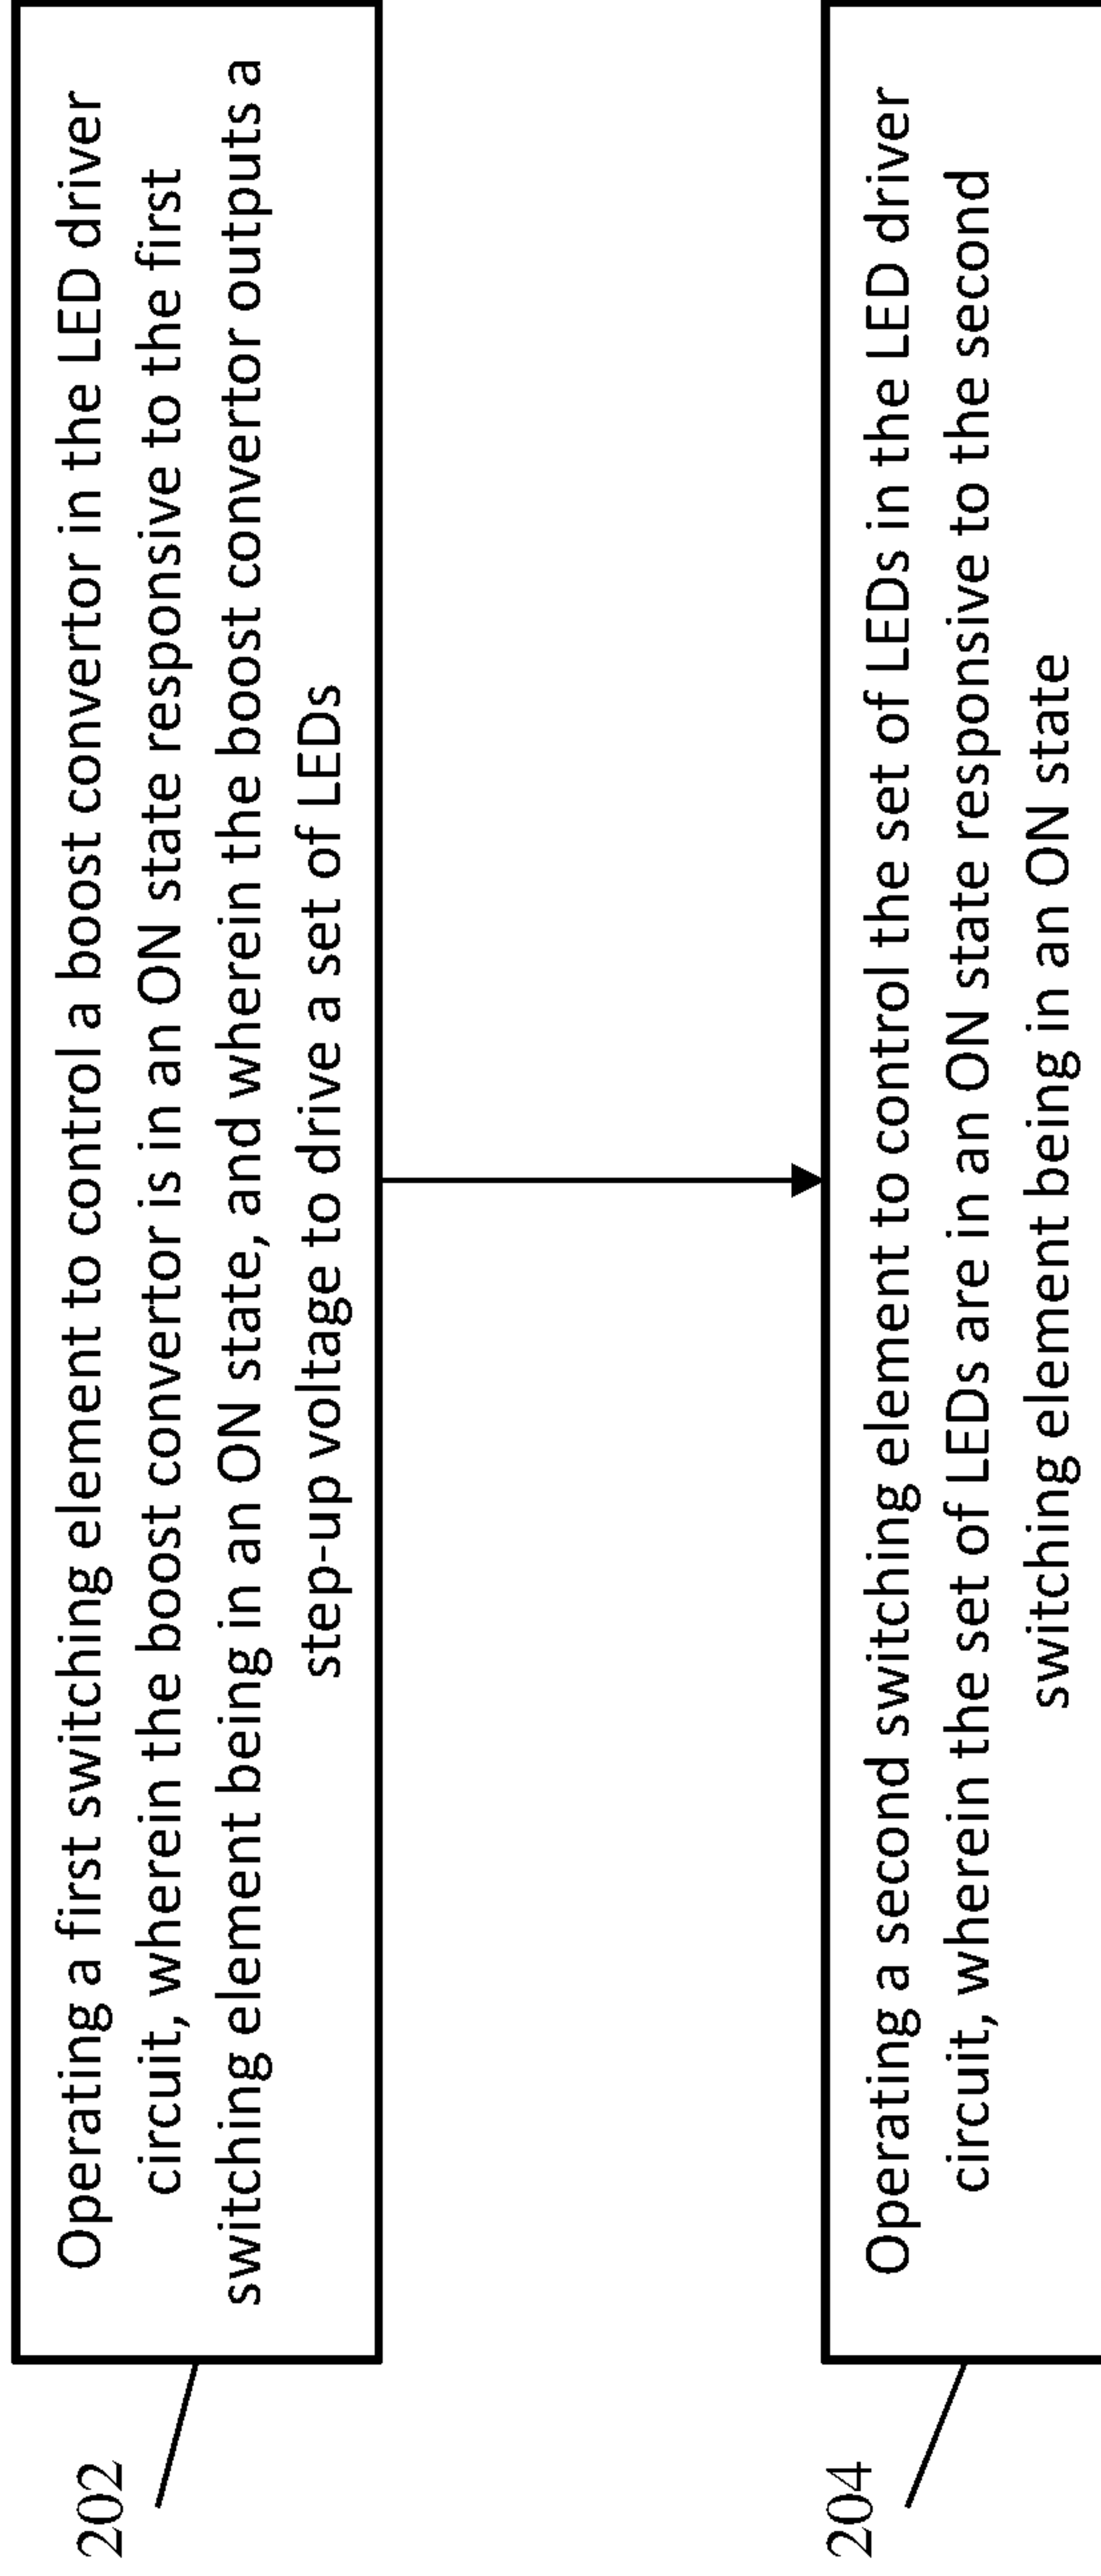 202
Operating a first switching element to control a boost convertor in the LED driver
circuit, wherein the boost convertor is in an ON state responsive to the first
switching element being in an ON state, and wherein the boost convertor outputs a
step-up voltage to drive a set of LEDs
204
Operating a second switching element to control the set of LEDs in the LED driver
circuit, wherein the set of LEDs are in an ON state responsive to the second
switching element being in an ON state